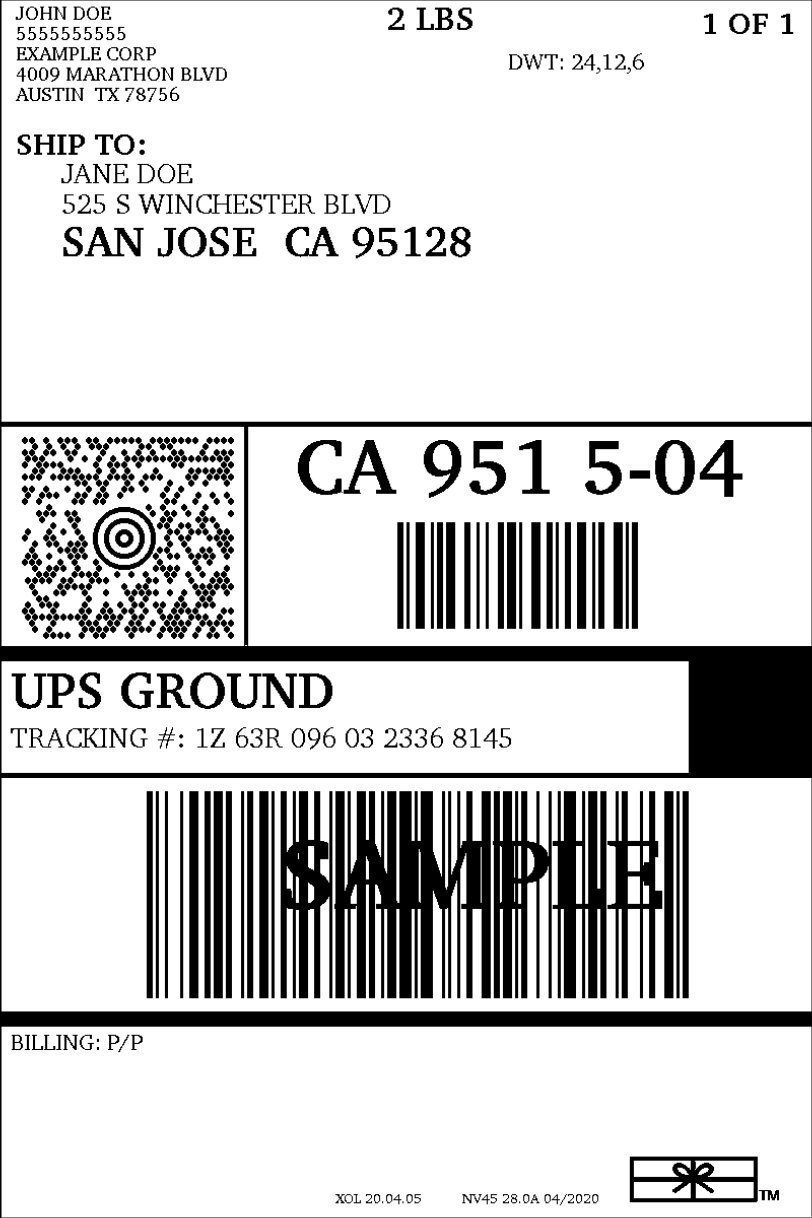 JOHN DOE
5555555555
EXAMPLE CORP
4009 MARATHON BLVD
AUSTIN  TX 78756
2 LBS
1 OF 1
DWT: 24,12,6
SHIP TO:
JANE DOE
525 S WINCHESTER BLVD
SAN JOSE  CA 95128
CA 951 5-04
UPS GROUND
TRACKING #: 1Z 63R 096 03 2336 8145
SAMPLE
BILLING: P/P
XOL 20.04.05
NV45 28.0A 04/2020
TM